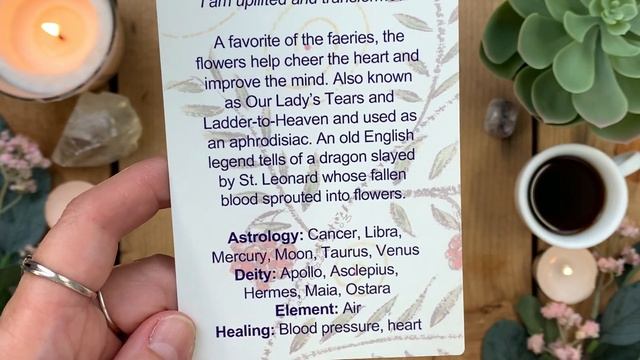 I am uplifted and
A favorite of the faeries, the
flowers help cheer the heart and
improve the mind. Also known
as Our Lady's Tears and
Ladder-to-Heaven and used as
an aphrodisiac. An old English
legend tells of a dragon slayed
by St. Leonard whose fallen
blood sprouted into flowers.
Astrology: Cancer, Libra,
Mercury, Moon, Taurus, Venus
Deity: Apollo, Asclepius,
Hermes, Maia, Ostara
Element: Air
Healing: Blood pressure, heart